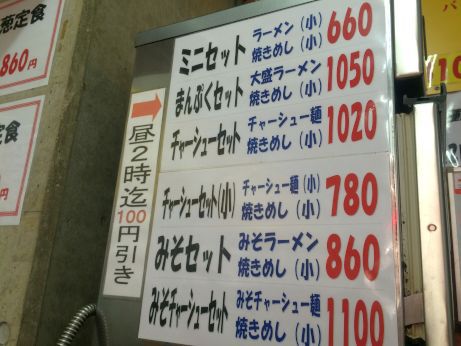 葱定食
860円
定食
円
昼2時迄
100円引き
ミニセット
ラーメン(小)
焼きめし(小)
660
まんぷくセット
大盛ラーメン
焼きめし(小)
1050
チャーシューセット
チャーシュー麺
焼きめし(小)
1020
チャーシューセット(小)
チャーシュー麺(小)
焼きめし(小)
780
みそセット
みそラーメン
焼きめし(小)
860
みそチャーシューセット
みそチャーシュー麺
焼きめし(小)
1100